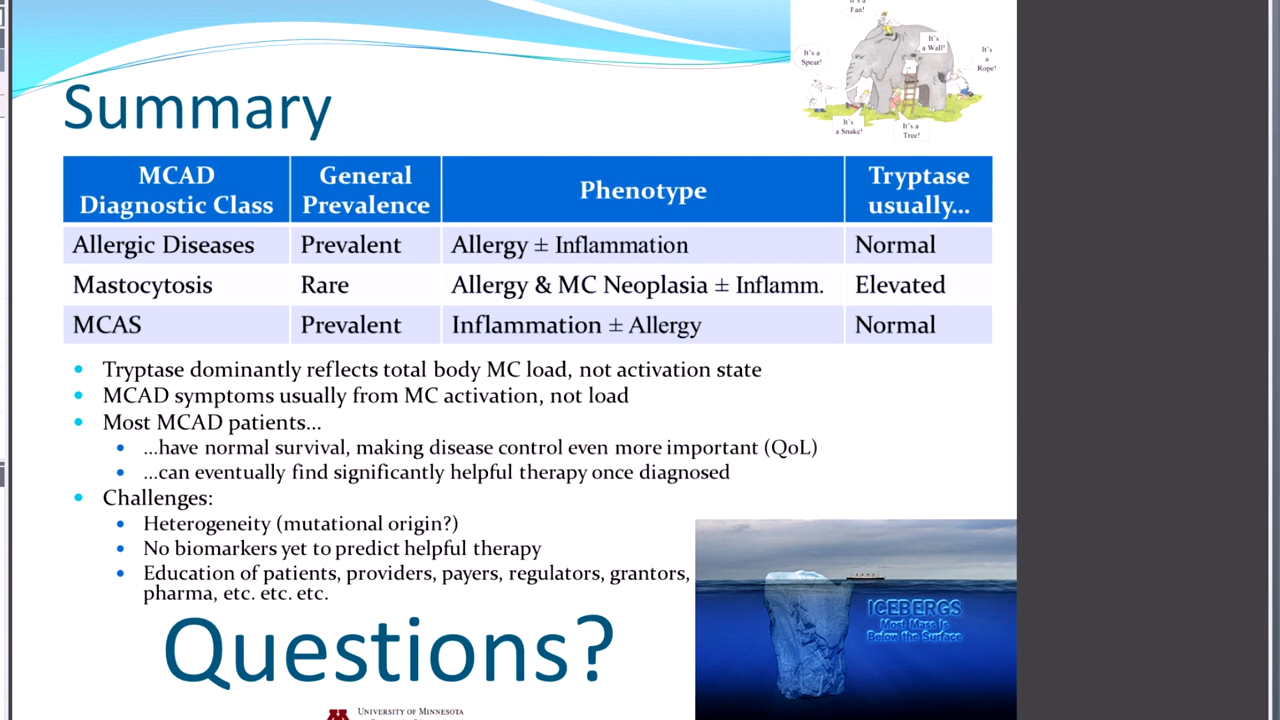 It's a
Fan!
It's a
Spear!
It's
a Wall!
It's
a
Rope!
It's
a Snake!
It's a
Tree!
Summary
MCAD
Diagnostic Class
General
Prevalence
Phenotype
Tryptase
usually...
Allergic Diseases Prevalent Allergy ± Inflammation Normal
Mastocytosis Rare Allergy & MC Neoplasia ± Inflamm. Elevated
MCAS Prevalent Inflammation ± Allergy Normal
• Tryptase dominantly reflects total body MC load, not activation state
• MCAD symptoms usually from MC activation, not load
• Most MCAD patients...
• ...have normal survival, making disease control even more important (QoL)
• ...can eventually find significantly helpful therapy once diagnosed
• Challenges:
• Heterogeneity (mutational origin?)
• No biomarkers yet to predict helpful therapy
• Education of patients, providers, payers, regulators, grantors,
pharma, etc. etc. etc.
ICEBERGS
Most Mass Is
Below the Surface
Questions?
UNIVERSITY OF MINNESOTA